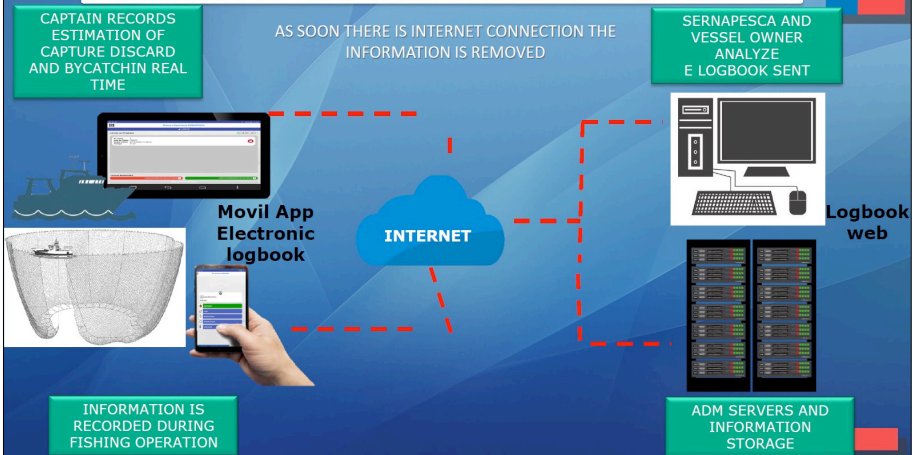 CAPTAIN RECORDS
ESTIMATION OF
CAPTURE DISCARD
AND BYCATCHIN REAL
TIME
AS SOON THERE IS INTERNET CONNECTION THE
INFORMATION IS REMOVED
SERNAPESCA AND
VESSEL OWNER
ANALYZE
E LOGBOOK SENT
Movil App
Electronic
logbook
INTERNET
Logbook
web
INFORMATION IS
RECORDED DURING
FISHING OPERATION
ADM SERVERS AND
INFORMATION
STORAGE